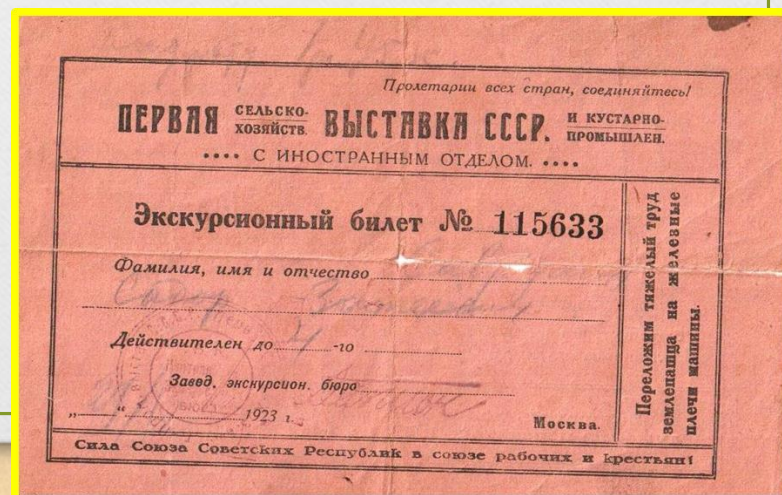 Пролетарии всех стран, соединяйтесь!
ПЕРВАЯ СЕЛЬСКО-ХОЗЯЙСТВ. ВЫСТАВКА СССР. И КУСТАРНО-ПРОМЫШЛЕН.
•••• С ИНОСТРАННЫМ ОТДЕЛОМ. ••••
Экскурсионный билет № 115633
Фамилия, имя и отчество
Действителен до 4 -го
Завед. экскурсион. бюро
„ “ 1923 г.
Москва.
Переложим тяжелый труд
землепашца на железные
плечи машины.
Сила Союза Советских Республик в союзе рабочих и крестьян!